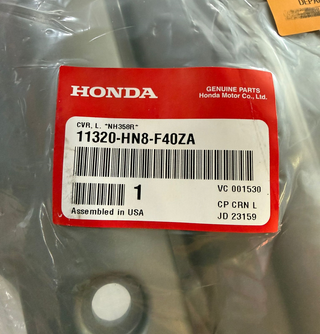 DEPA
HONDA
GENUINE PARTS
Honda Motor Co., Ltd.
CVR, L. "NH358R"
11320-HN8-F40ZA
1
VC 001530
CP CRN L
Assembled in USA
JD 23159